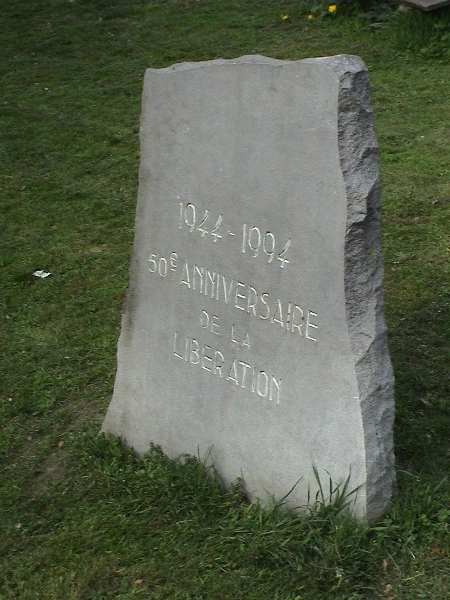 1944-1994
50e ANNIVERSAIRE
DE LA
LIBERATION